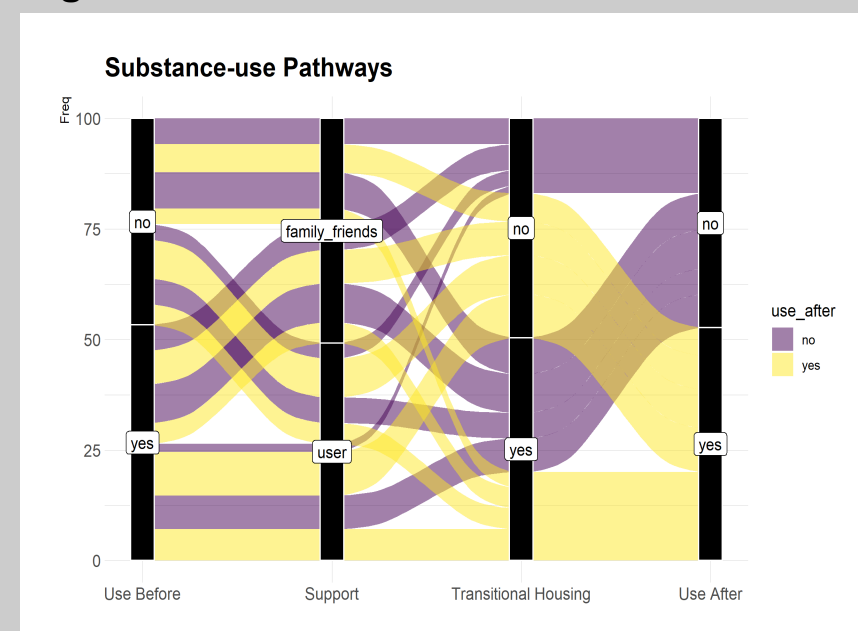 Substance-use Pathways
Freq
100
75
50
25
0
no
yes
family_friends
user
no
yes
no
yes
Use Before
Support
Transitional Housing
Use After
use_after
no
yes